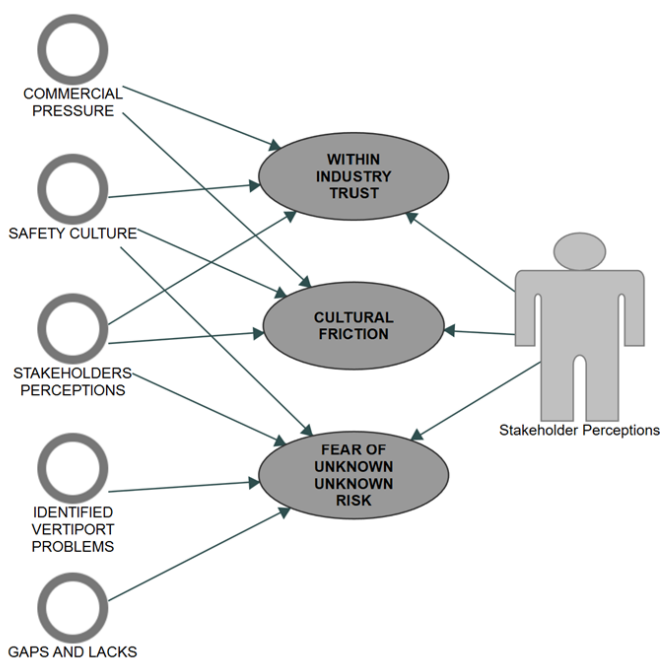 COMMERCIAL
PRESSURE
SAFETY CULTURE
STAKEHOLDERS
PERCEPTIONS
IDENTIFIED
VERTIPORT
PROBLEMS
GAPS AND LACKS
WITHIN
INDUSTRY
TRUST
CULTURAL
FRICTION
FEAR OF
UNKNOWN
UNKNOWN
RISK
Stakeholder Perceptions